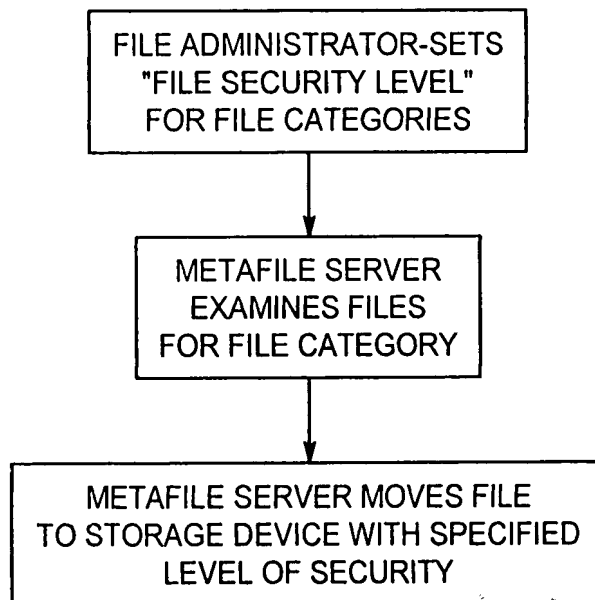 FILE ADMINISTRATOR-SETS
"FILE SECURITY LEVEL"
FOR FILE CATEGORIES
METAFILE SERVER
EXAMINES FILES
FOR FILE CATEGORY
METAFILE SERVER MOVES FILE
TO STORAGE DEVICE WITH SPECIFIED
LEVEL OF SECURITY